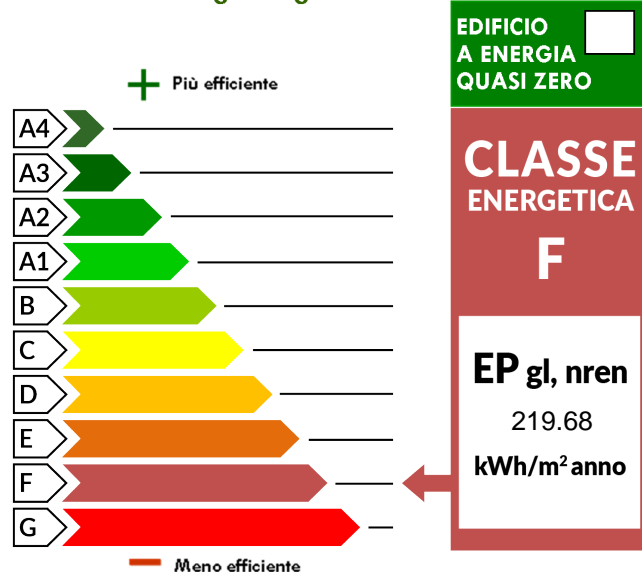 EDIFICIO
A ENERGIA
QUASI ZERO
Più efficiente
A4
A3
A2
A1
B
C
D
E
F
G
Meno efficiente
CLASSE
ENERGETICA
F
EP gl, nren
219.68
kWh/m² anno